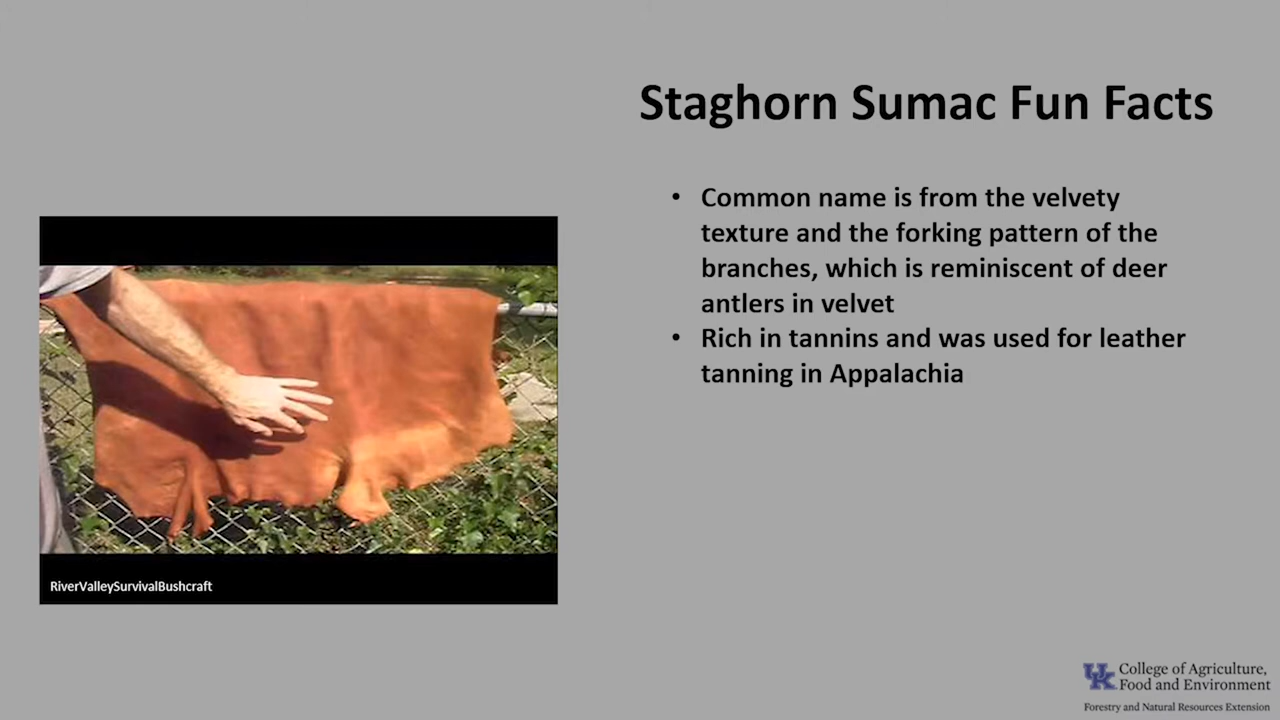 Staghorn Sumac Fun Facts
• Common name is from the velvety
texture and the forking pattern of the
branches, which is reminiscent of deer
antlers in velvet
• Rich in tannins and was used for leather
tanning in Appalachia
RiverValleySurvivalBushcraft
UK
College of Agriculture,
Food and Environment
Forestry and Natural Resources Extension